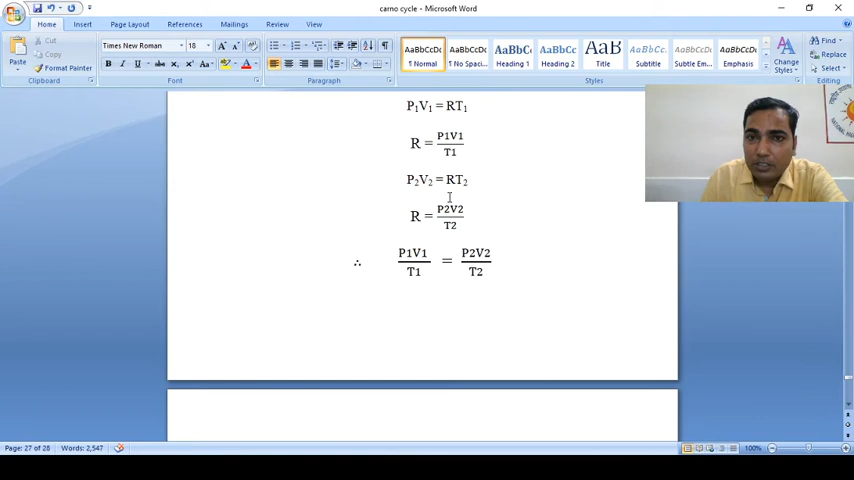 carno cycle - Microsoft Word
Home Insert Page Layout References Mailings Review View
Cut
Copy
Format Painter
Paste
Clipboard
Times New Roman 18
Font
Paragraph
AaBbCcDc AaBbCcDc AaBbC AaBbCc AaB AaBbCc AaBbCcDc AaBbCcDc
¶ Normal ¶ No Spaci... Heading 1 Heading 2 Title Subtitle Subtle Em... Emphasis
Change Styles
Styles
Find
Replace
Select
Editing
P₁V₁ = RT₁
R = P1V1/T1
P₂V₂ = RT₂
R = P2V2/T2
∴ P1V1/T1 = P2V2/T2
Page: 27 of 28 Words: 2,547
100%